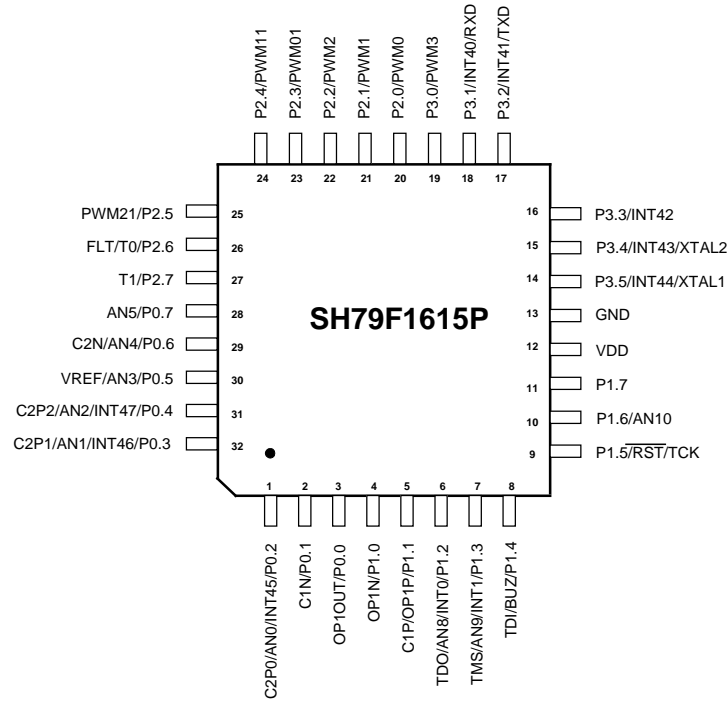 P2.4/PWM11
P2.3/PWM01
P2.2/PWM2
P2.1/PWM1
P2.0/PWM0
P3.0/PWM3
P3.1/INT40/RXD
P3.2/INT41/TXD
24
23
22
21
20
19
18
17
PWM21/P2.5
25
FLT/T0/P2.6
26
T1/P2.7
27
AN5/P0.7
28
C2N/AN4/P0.6
29
VREF/AN3/P0.5
30
C2P2/AN2/INT47/P0.4
31
C2P1/AN1/INT46/P0.3
32
SH79F1615P
16
P3.3/INT42
15
P3.4/INT43/XTAL2
14
P3.5/INT44/XTAL1
13
GND
12
VDD
11
P1.7
10
P1.6/AN10
9
P1.5/RST/TCK
1
2
3
4
5
6
7
8
C2P0/AN0/INT45/P0.2
C1N/P0.1
OP1OUT/P0.0
OP1N/P1.0
C1P/OP1P/P1.1
TDO/AN8/INT0/P1.2
TMS/AN9/INT1/P1.3
TDI/BUZ/P1.4